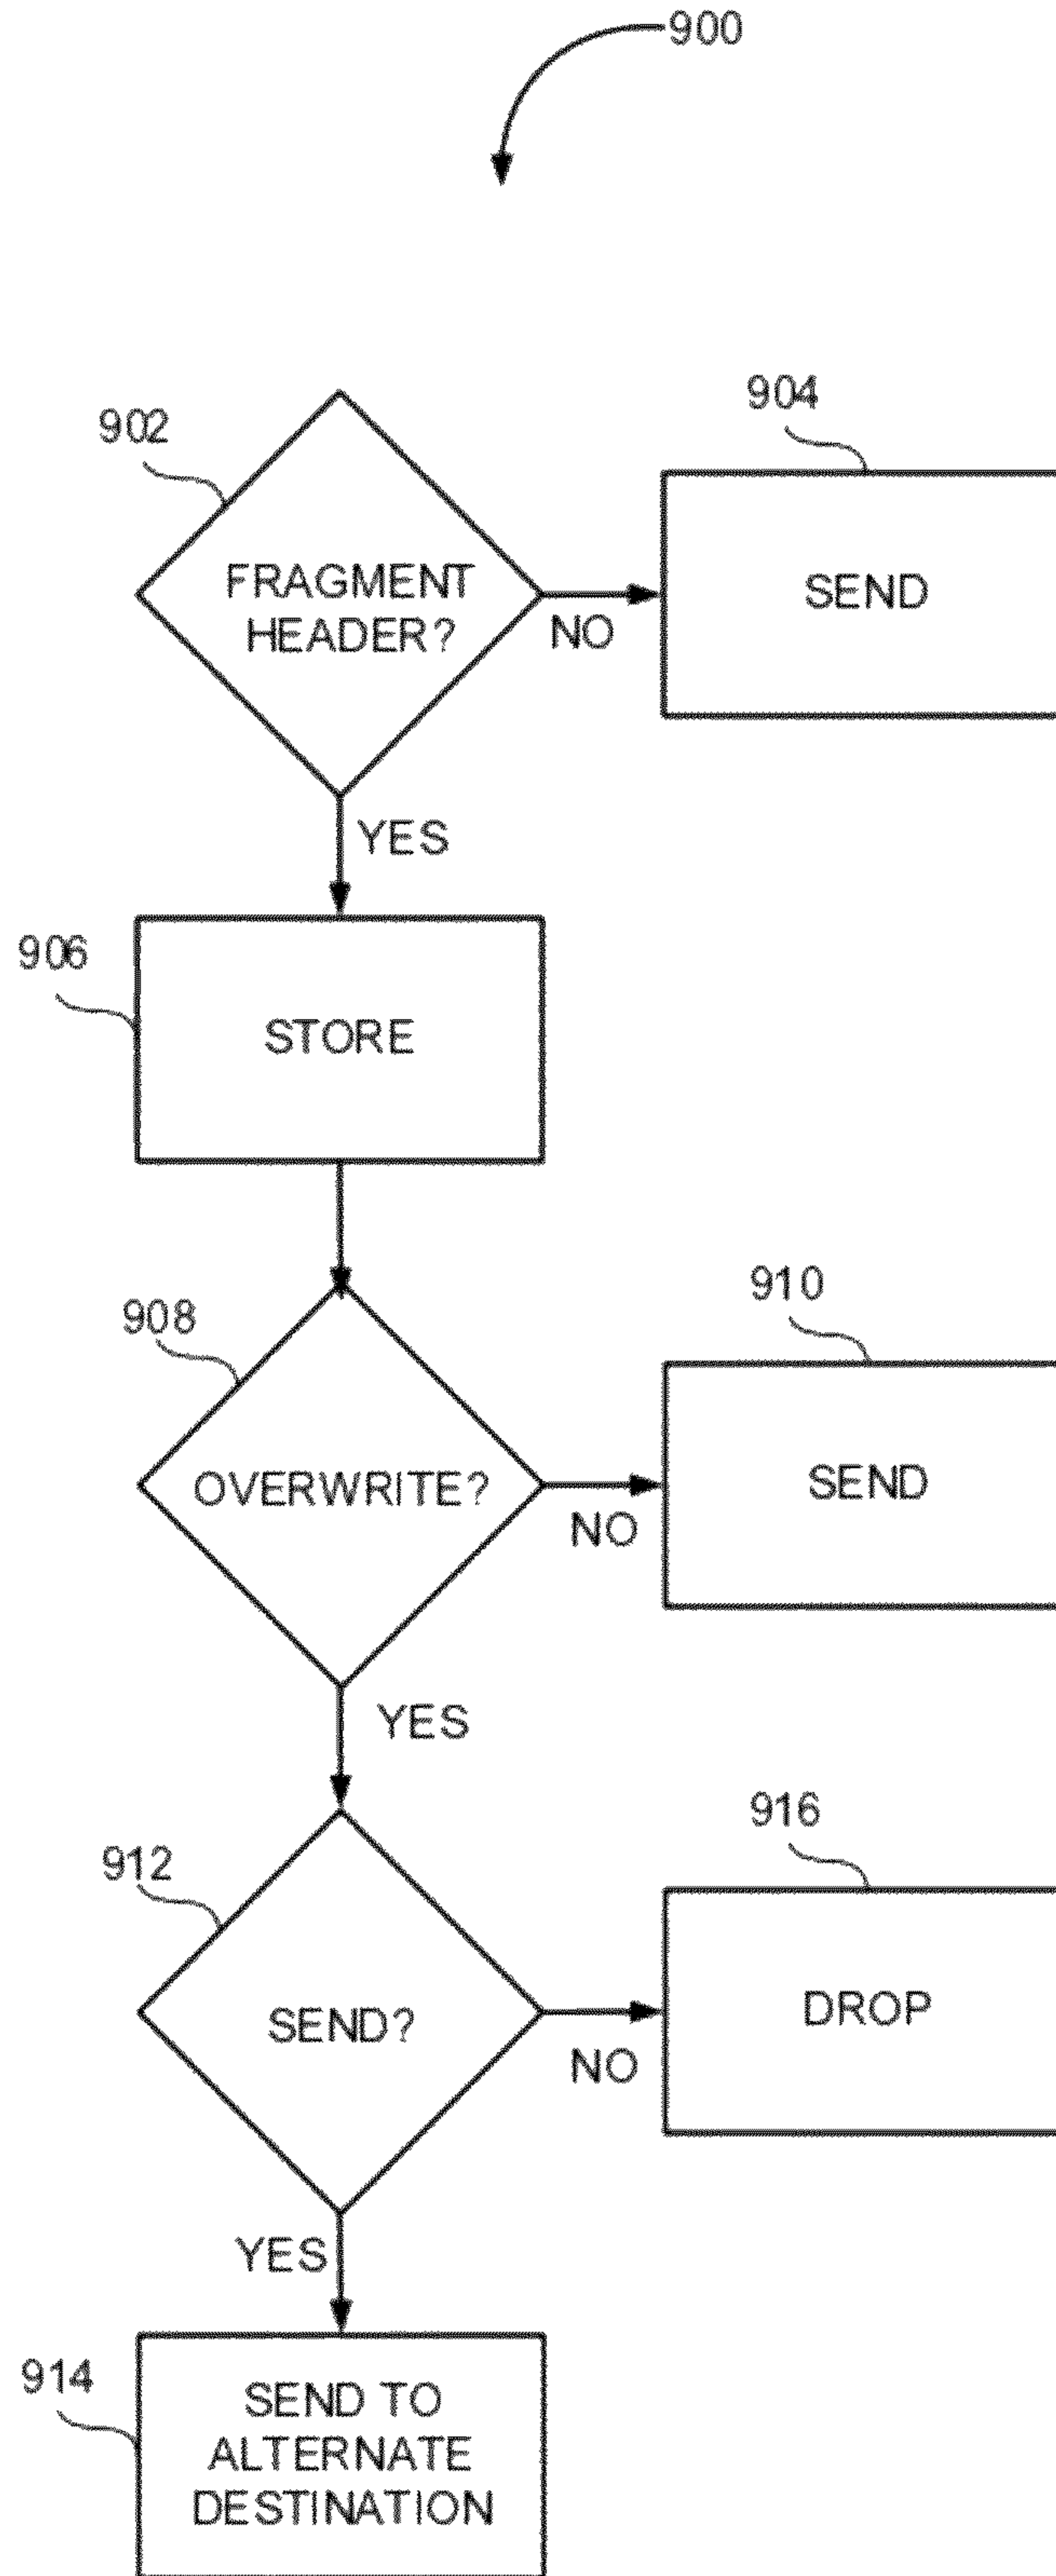 900
902
904
FRAGMENT
HEADER?
SEND
NO
YES
906
STORE
908
910
OVERWRITE?
SEND
NO
YES
912
916
SEND?
DROP
NO
YES
914
SEND TO
ALTERNATE
DESTINATION